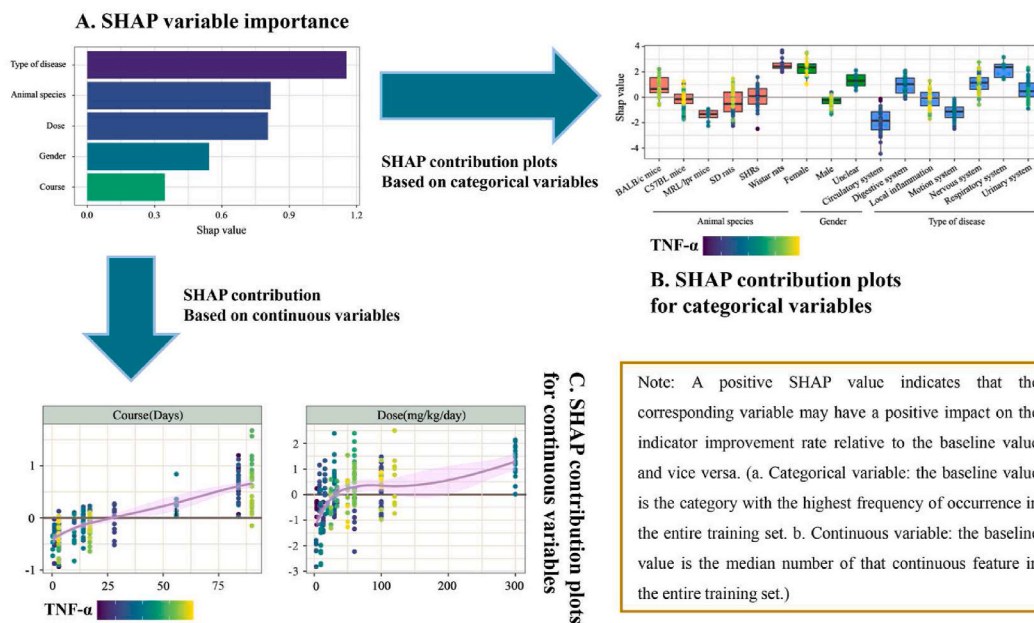 A. SHAP variable importance
Type of disease
Animal species
Dose
Gender
Course
0.0
0.3
0.6
0.9
1.2
Shap value
SHAP contribution plots
Based on categorical variables
Shap value
4
2
0
-2
-4
BALB/c mice
C57BL mice
MRL/lpr mice
SD rats
SHRs
Wistar rats
Female
Male
Unclear
Circulatory system
Digestive system
Local inflammation
Motion system
Nervous system
Respiratory system
Urinary system
Animal species
Gender
Type of disease
TNF-α
B. SHAP contribution plots
for categorical variables
SHAP contribution
Based on continuous variables
Course(Days)
1
0
-1
0
25
50
75
Dose(mg/kg/day)
2
1
0
-1
-2
-3
0
100
200
300
TNF-α
C. SHAP contribution plots
for continuous variables
Note: A positive SHAP value indicates that the
corresponding variable may have a positive impact on the
indicator improvement rate relative to the baseline value
and vice versa. (a. Categorical variable: the baseline value
is the category with the highest frequency of occurrence in
the entire training set. b. Continuous variable: the baseline
value is the median number of that continuous feature in
the entire training set.)